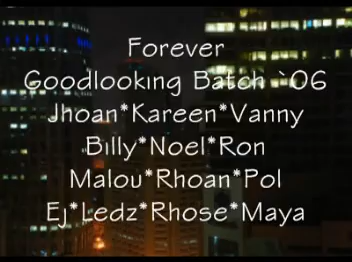 Forever
Goodlooking Batch `06
Jhoan*Kareen*Vanny
Billy*Noel*Ron
Malou*Rhoan*Pol
Ej*Ledz*Rhose*Maya